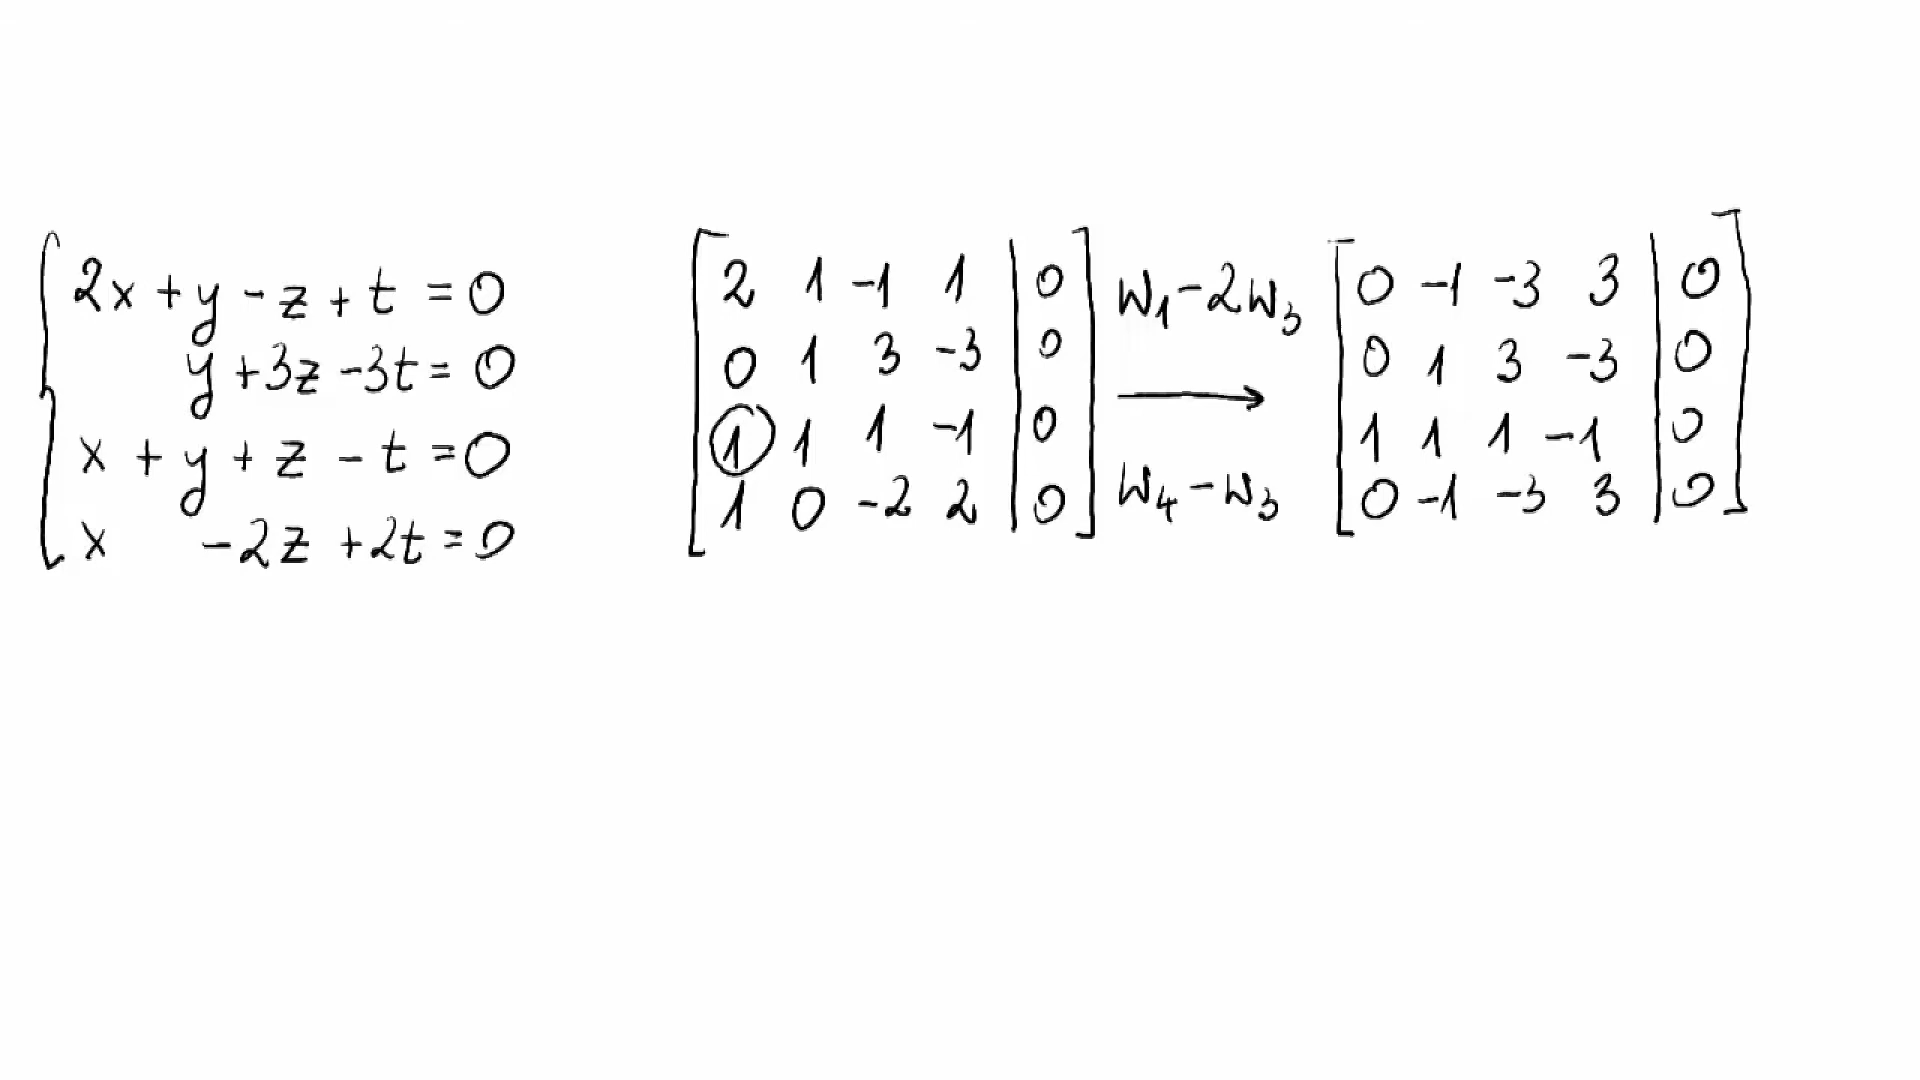 2x + y - z + t = 0
y + 3z - 3t = 0
x + y + z - t = 0
x - 2z + 2t = 0
2 1 -1 1 | 0
0 1 3 -3 | 0
1 1 1 -1 | 0
1 0 -2 2 | 0
w₁ - 2w₃
→
w₄ - w₃
0 -1 -3 3 | 0
0 1 3 -3 | 0
1 1 1 -1 | 0
0 -1 -3 3 | 0